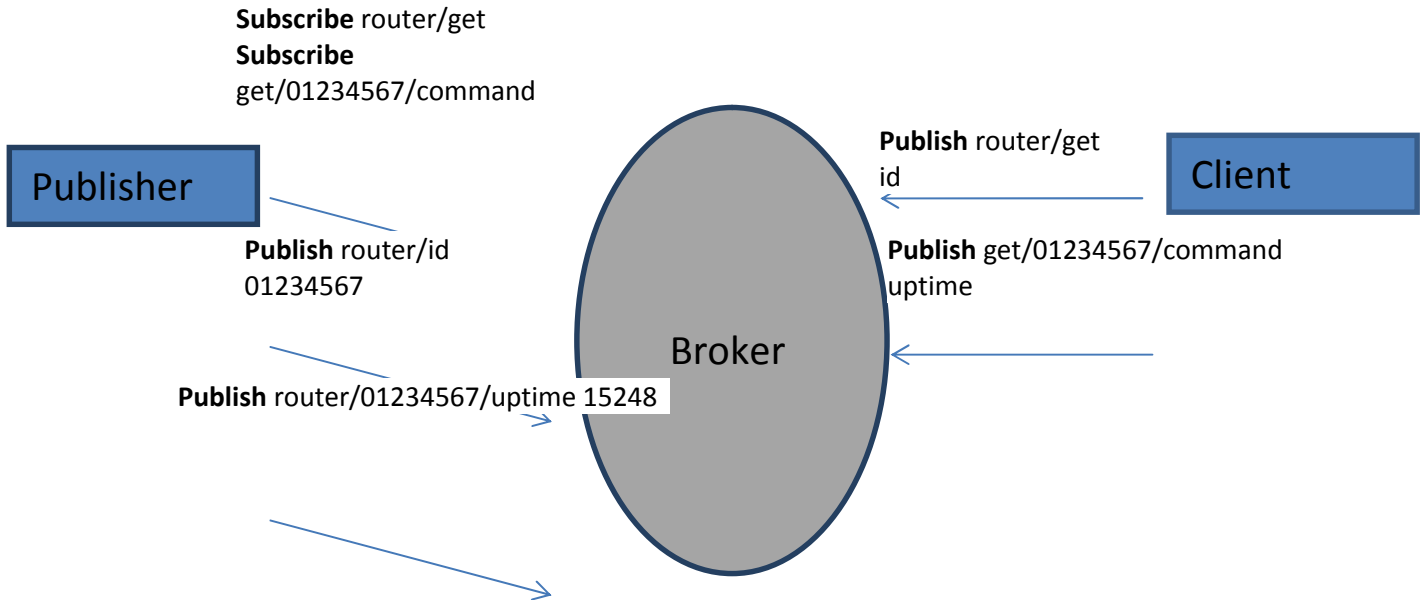 Subscribe router/get
Subscribe
get/01234567/command
Publisher
Publish router/id
01234567
Publish router/01234567/uptime 15248
Broker
Publish router/get
id
Client
Publish get/01234567/command
uptime